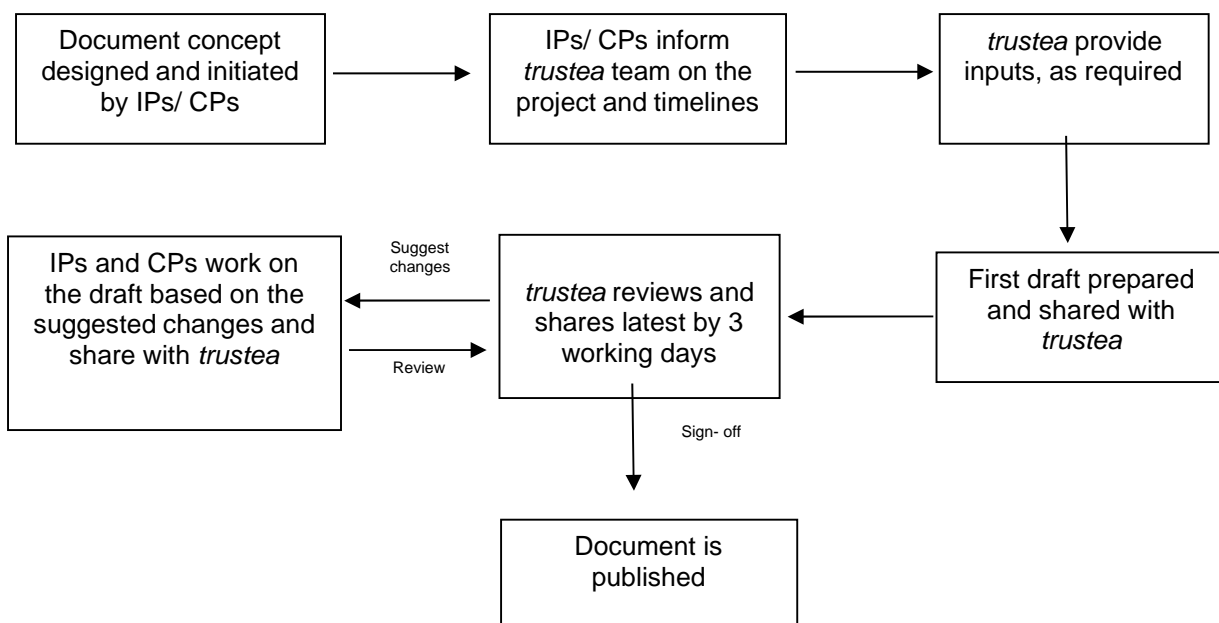 Document concept
designed and initiated
by IPs/ CPs
IPs/ CPs inform
trustea team on the
project and timelines
trustea provide
inputs, as required
First draft prepared
and shared with
trustea
trustea reviews and
shares latest by 3
working days
Suggest
changes
IPs and CPs work on
the draft based on the
suggested changes and
share with trustea
Review
Sign- off
Document is
published